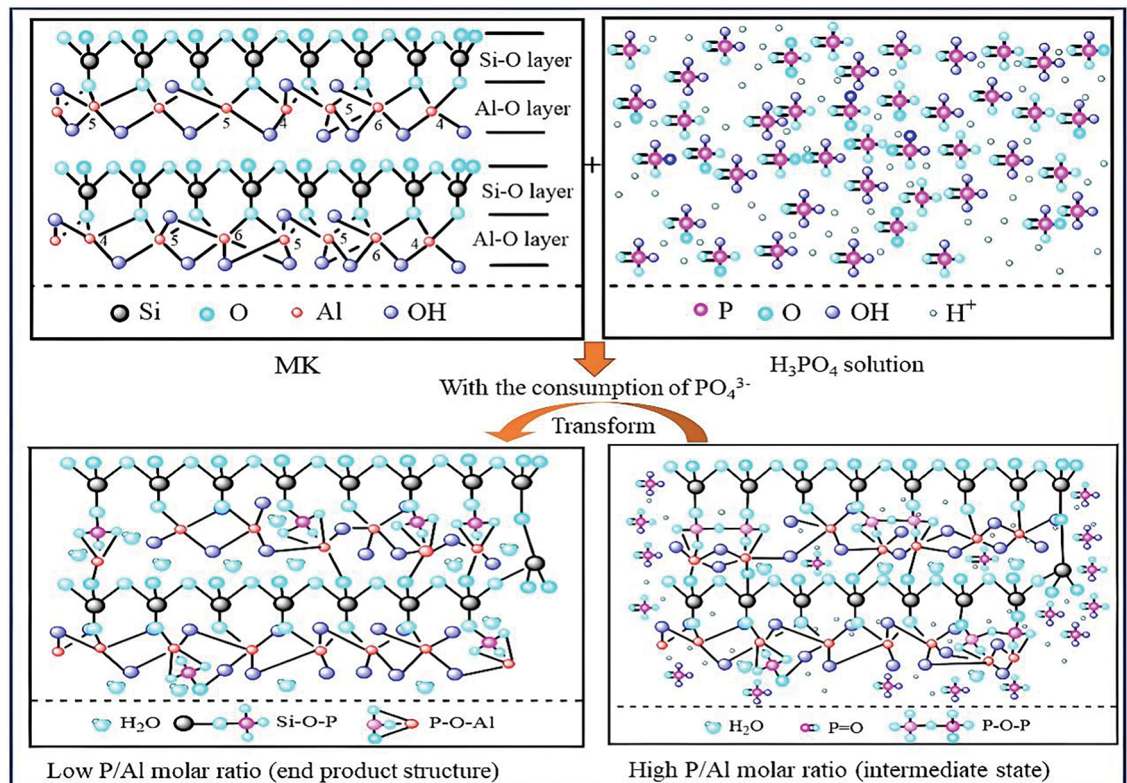 Si-O layer
Al-O layer
5
5
4
5
6
4
+
Si-O layer
Al-O layer
4
5
6
5
5
6
4
Si O Al OH
P O OH H⁺
MK
H₃PO₄ solution
With the consumption of PO₄³⁻
Transform
H₂O Si-O-P P-O-Al
H₂O P=O P-O-P
Low P/Al molar ratio (end product structure)
High P/Al molar ratio (intermediate state)